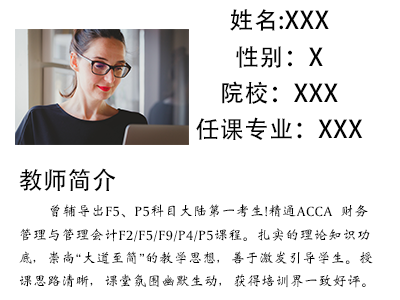 姓名:XXX
性别：X
院校：XXX
任课专业：XXX
教师简介
曾辅导出F5、P5科目大陆第一考生!精通ACCA 财务
管理与管理会计F2/F5/F9/P4/P5课程。扎实的理论知识功
底，崇尚“大道至简”的教学思想，善于激发引导学生。授
课思路清晰，课堂氛围幽默生动，获得培训界一致好评。